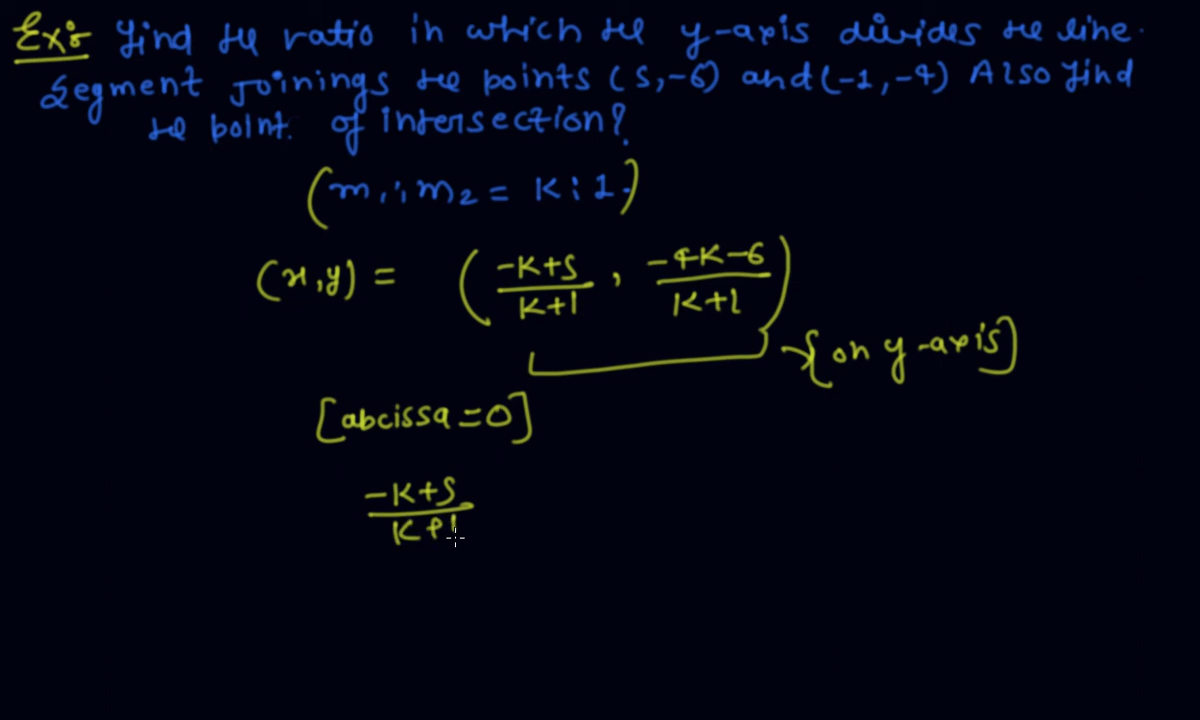 Ex: find the ratio in which the y-axis divides the line
segment joinings the points (5,-6) and (-1,-4) Also find
the point. of intersection?
(m₁:m₂ = K:1.)
(x,y) = ((-K+5)/(K+1), (-4K-6)/(K+1))
{on y-axis]
[abcissa=0]
(-K+5)/(K+1)